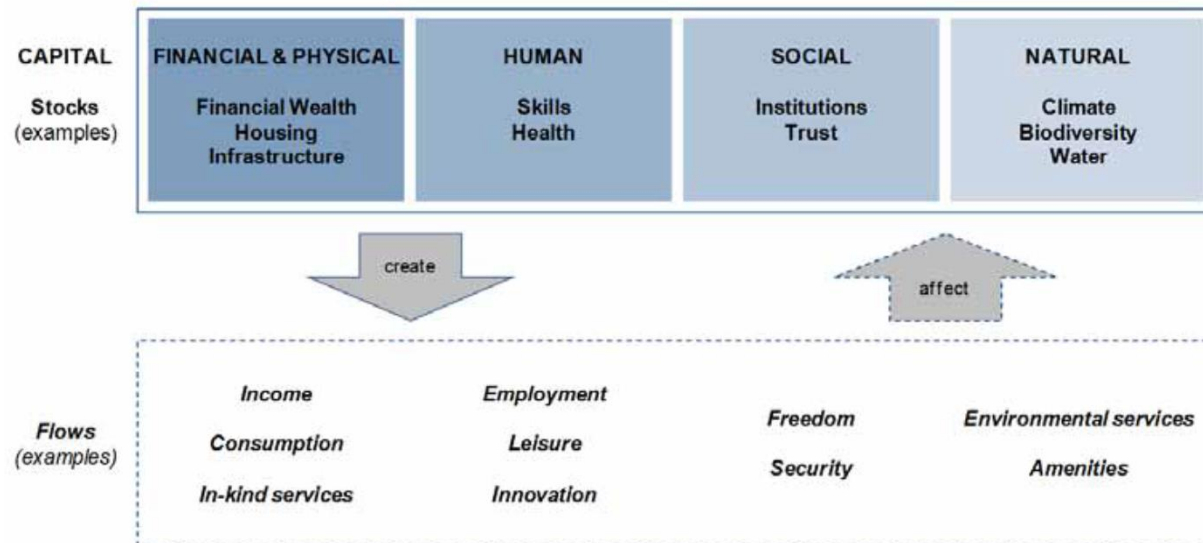 CAPITAL
Stocks
(examples)
FINANCIAL & PHYSICAL
Financial Wealth
Housing
Infrastructure
HUMAN
Skills
Health
SOCIAL
Institutions
Trust
NATURAL
Climate
Biodiversity
Water
create
affect
Flows
(examples)
Income
Consumption
In-kind services
Employment
Leisure
Innovation
Freedom
Security
Environmental services
Amenities